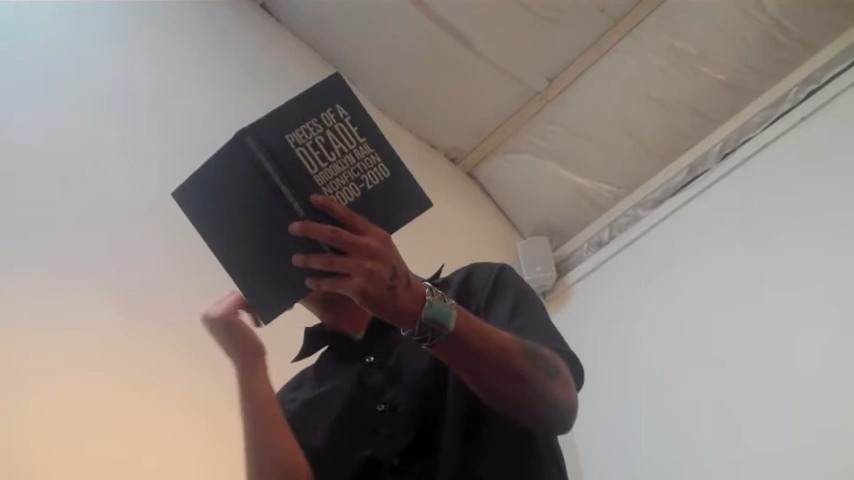 PIECES OF A
DECADE
BROOKLYN RAIL
NONFICTION
2000-2010